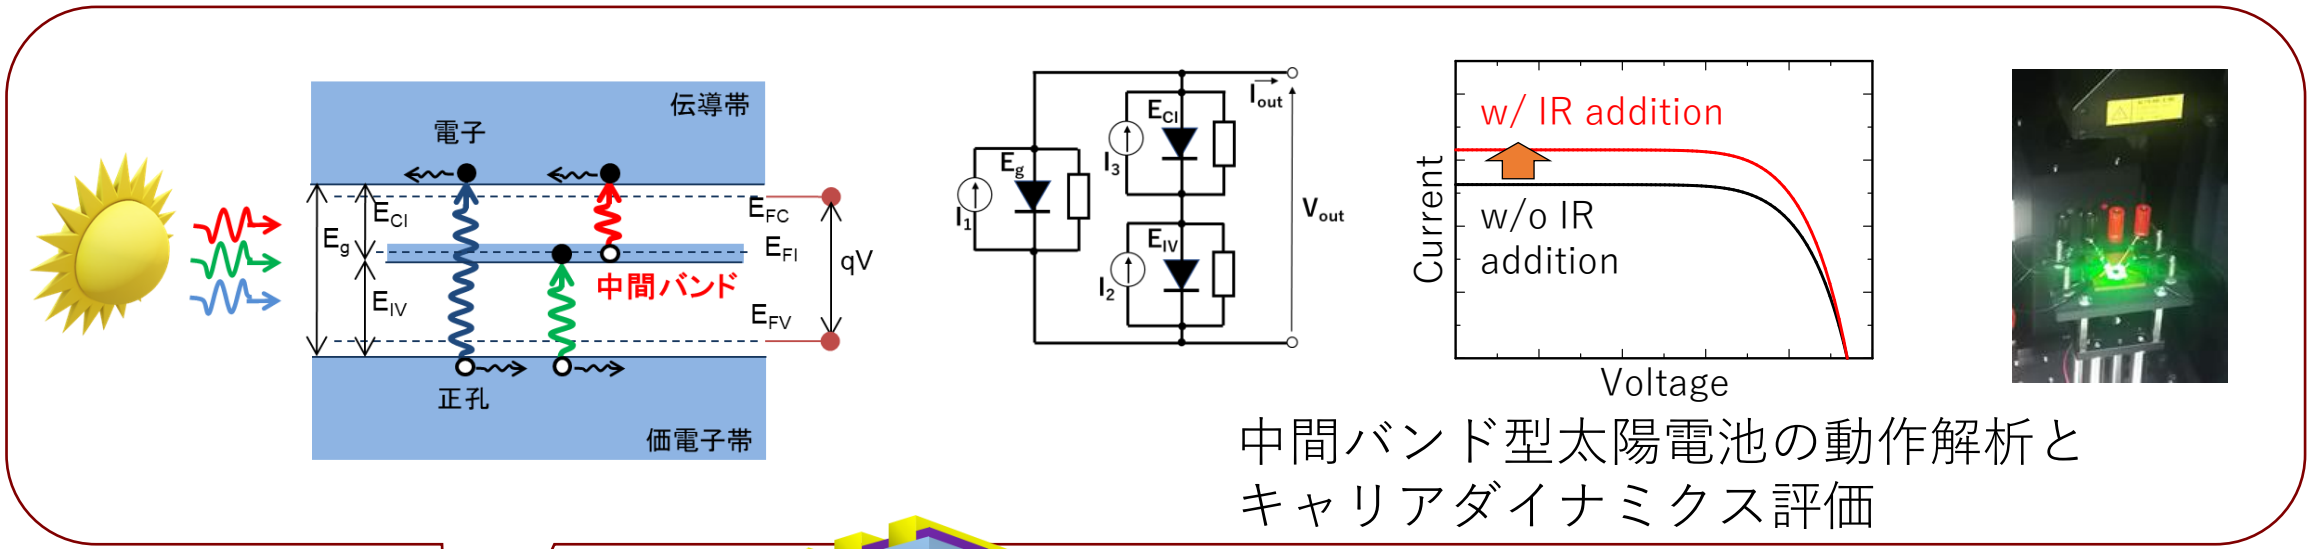 伝導帯
電子
E_CI
E_g
E_IV
中間バンド
正孔
価電子帯
E_FC
E_FI
E_FV
qV
E_g
I_1
E_CI
I_3
E_IV
I_2
I_out
V_out
w/ IR addition
w/o IR
addition
Current
Voltage
中間バンド型太陽電池の動作解析と
キャリアダイナミクス評価